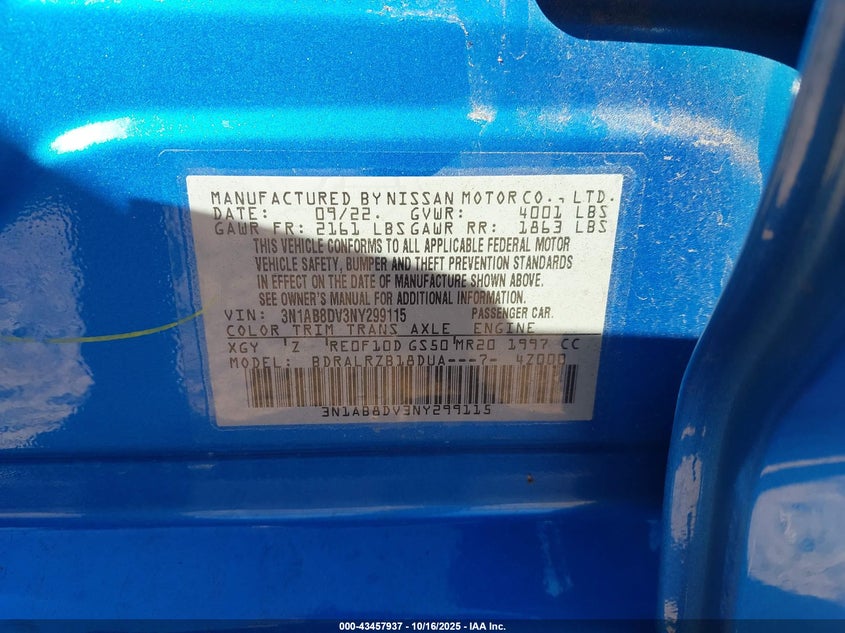 MANUFACTURED BY NISSAN MOTOR CO., LTD.
DATE: 09/22. GVWR: 4001 LBS
GAWR FR: 2161 LBS GAWR RR: 1863 LBS
THIS VEHICLE CONFORMS TO ALL APPLICABLE FEDERAL MOTOR
VEHICLE SAFETY, BUMPER AND THEFT PREVENTION STANDARDS
IN EFFECT ON THE DATE OF MANUFACTURE SHOWN ABOVE.
SEE OWNER'S MANUAL FOR ADDITIONAL INFORMATION.
VIN: 3N1AB8DV3NY299115 PASSENGER CAR.
COLOR TRIM TRANS AXLE ENGINE
XGY Z RE0F10D GS50 MR20 1997 CC
MODEL: BDRALRZB18DUA---7- 4Z000
3N1AB8DV3NY299115
000-43457937 - 10/16/2025 - IAA Inc.